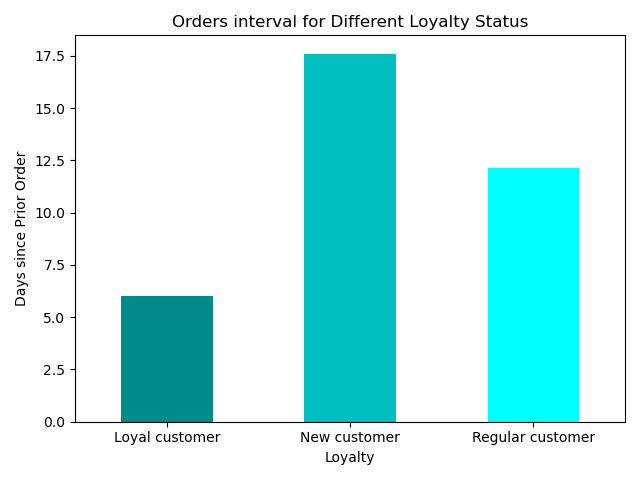 Orders interval for Different Loyalty Status
17.5
15.0
12.5
10.0
7.5
5.0
2.5
0.0
Days since Prior Order
Loyal customer
New customer
Regular customer
Loyalty